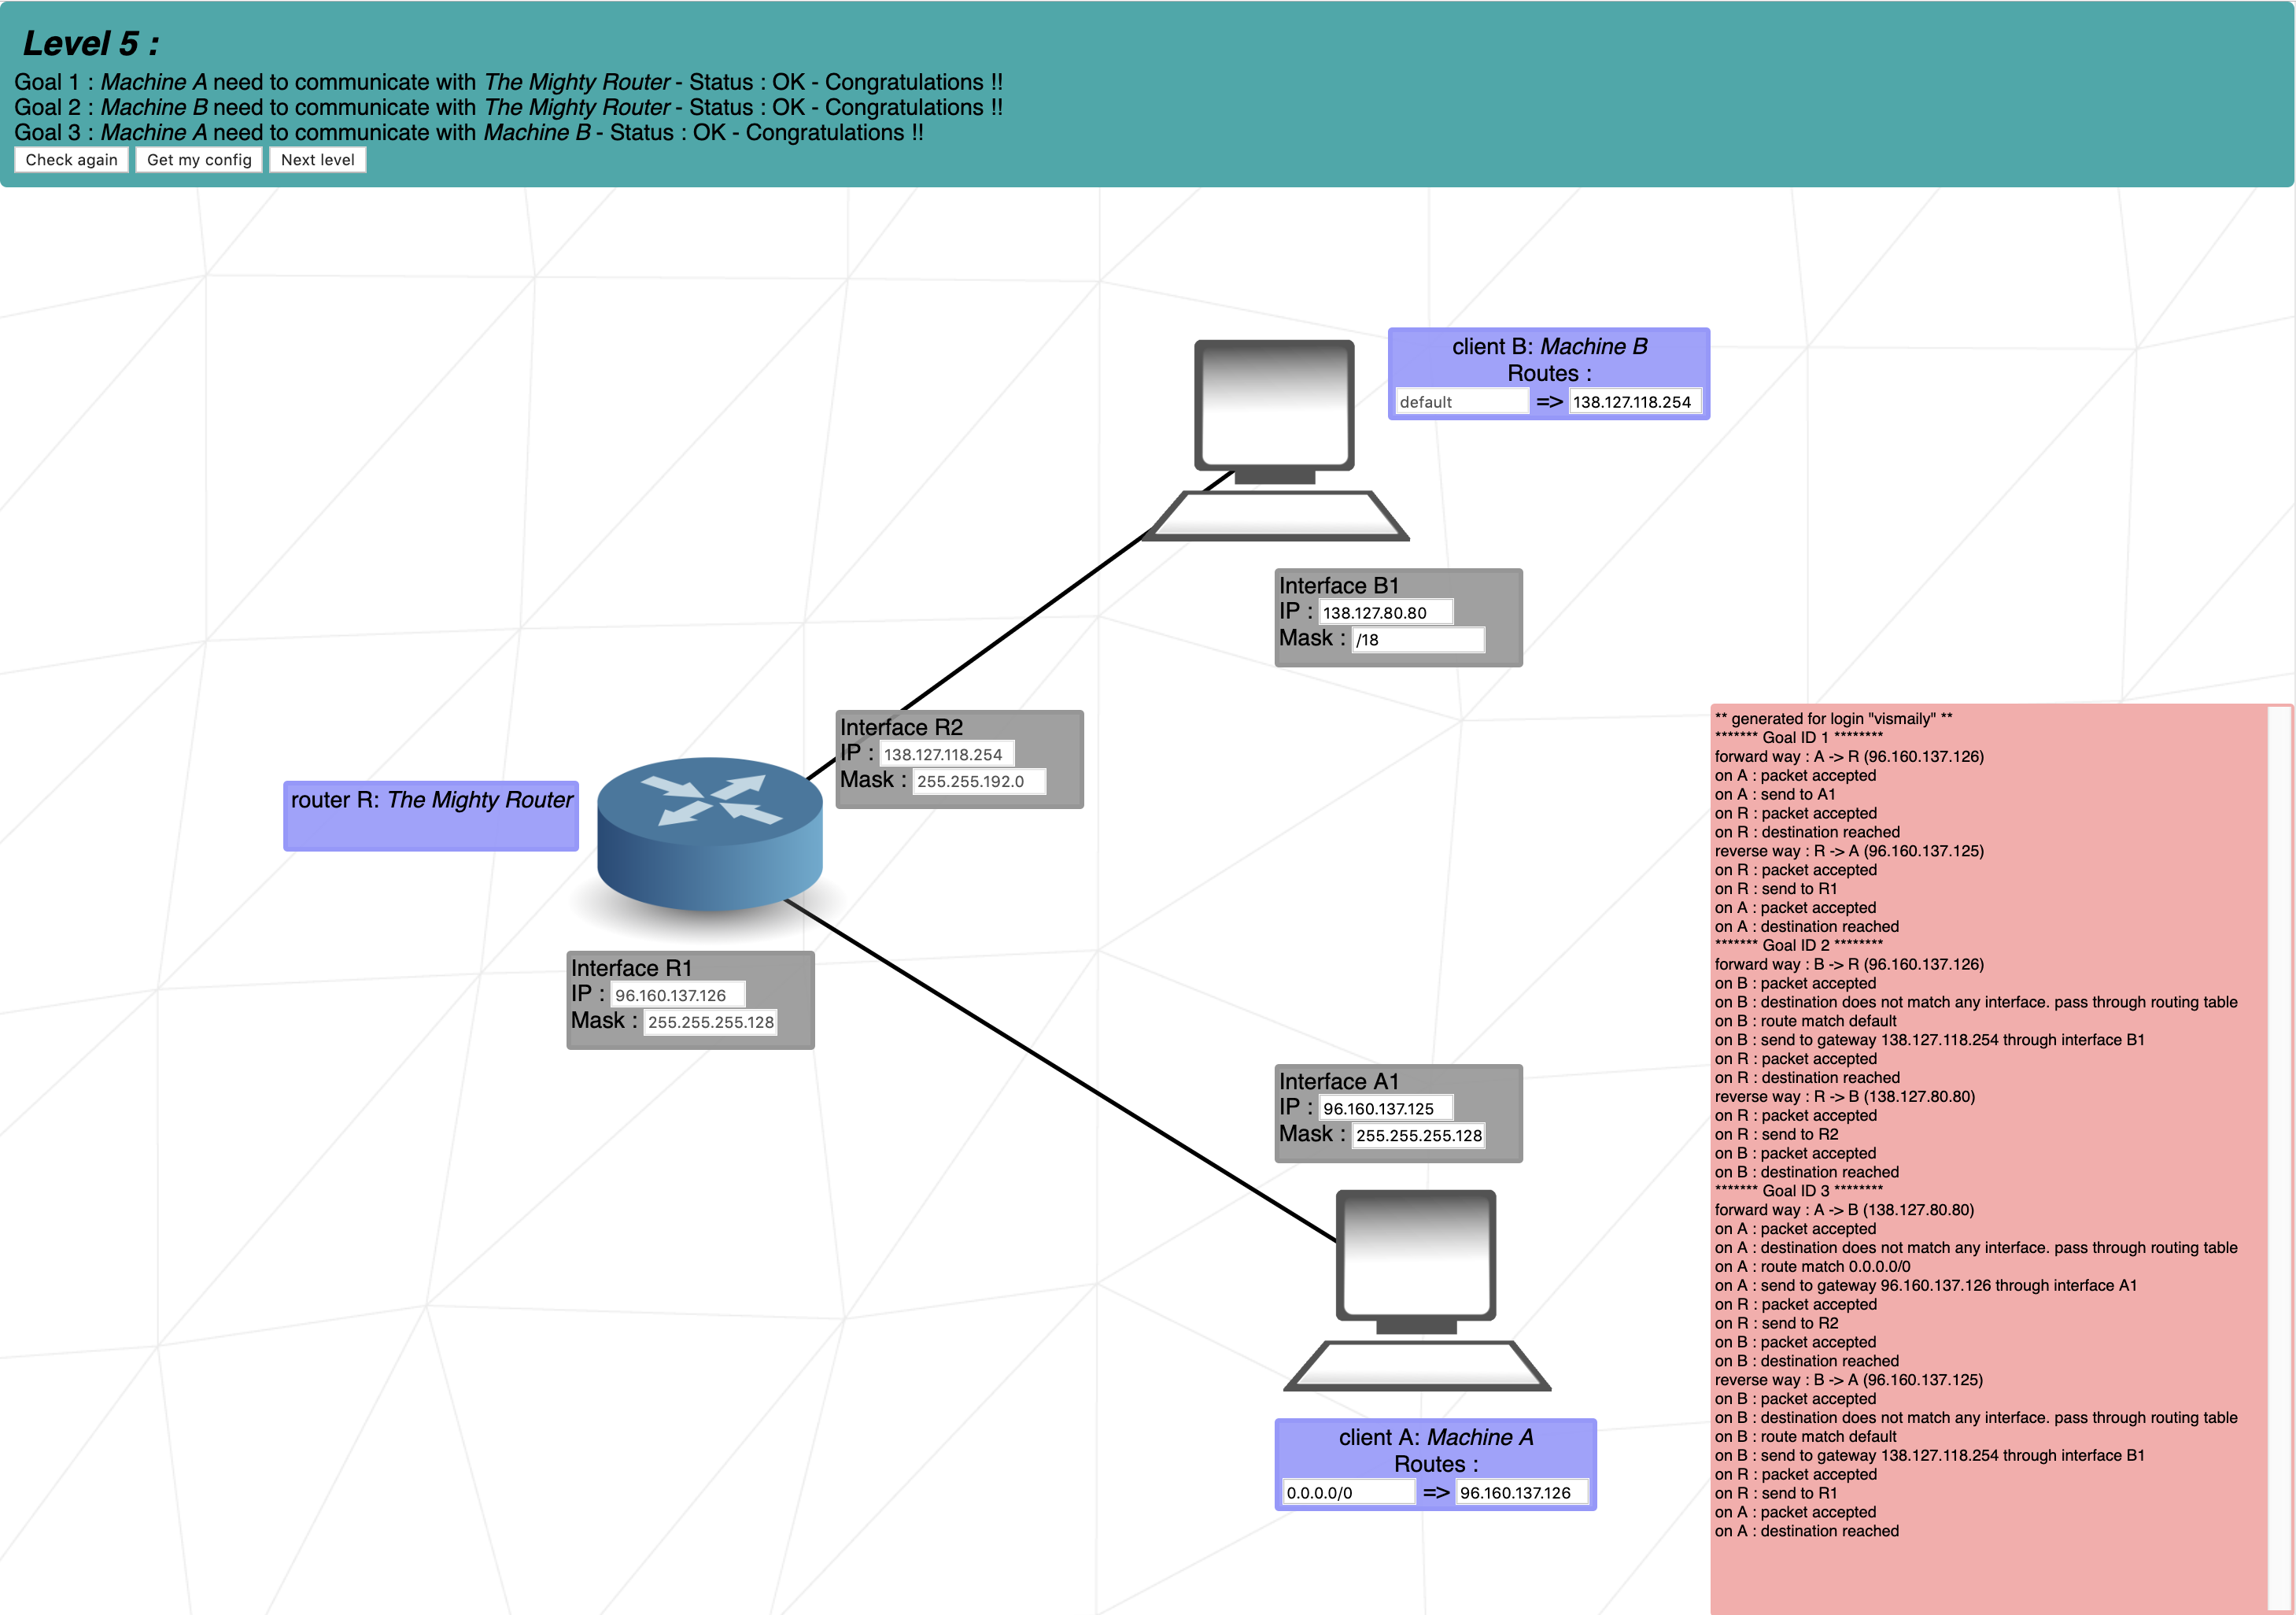 Level 5 :
Goal 1 : Machine A need to communicate with The Mighty Router - Status : OK - Congratulations !!
Goal 2 : Machine B need to communicate with The Mighty Router - Status : OK - Congratulations !!
Goal 3 : Machine A need to communicate with Machine B - Status : OK - Congratulations !!
Check again Get my config Next level
client B: Machine B
Routes :
default => 138.127.118.254
Interface B1
IP : 138.127.80.80
Mask : /18
Interface R2
IP : 138.127.118.254
Mask : 255.255.192.0
router R: The Mighty Router
Interface R1
IP : 96.160.137.126
Mask : 255.255.255.128
Interface A1
IP : 96.160.137.125
Mask : 255.255.255.128
client A: Machine A
Routes :
0.0.0.0/0 => 96.160.137.126
** generated for login "vismaily" **
******* Goal ID 1 ********
forward way : A -> R (96.160.137.126)
on A : packet accepted
on A : send to A1
on R : packet accepted
on R : destination reached
reverse way : R -> A (96.160.137.125)
on R : packet accepted
on R : send to R1
on A : packet accepted
on A : destination reached
******* Goal ID 2 ********
forward way : B -> R (96.160.137.126)
on B : packet accepted
on B : destination does not match any interface. pass through routing table
on B : route match default
on B : send to gateway 138.127.118.254 through interface B1
on R : packet accepted
on R : destination reached
reverse way : R -> B (138.127.80.80)
on R : packet accepted
on R : send to R2
on B : packet accepted
on B : destination reached
******* Goal ID 3 ********
forward way : A -> B (138.127.80.80)
on A : packet accepted
on A : destination does not match any interface. pass through routing table
on A : route match 0.0.0.0/0
on A : send to gateway 96.160.137.126 through interface A1
on R : packet accepted
on R : send to R2
on B : packet accepted
on B : destination reached
reverse way : B -> A (96.160.137.125)
on B : packet accepted
on B : destination does not match any interface. pass through routing table
on B : route match default
on B : send to gateway 138.127.118.254 through interface B1
on R : packet accepted
on R : send to R1
on A : packet accepted
on A : destination reached